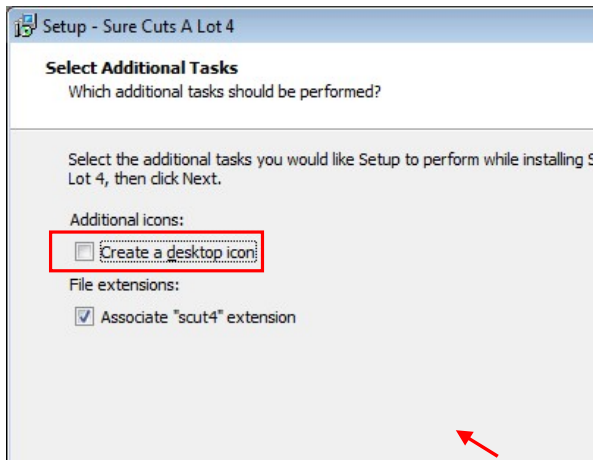 Setup - Sure Cuts A Lot 4
Select Additional Tasks
Which additional tasks should be performed?
Select the additional tasks you would like Setup to perform while installing
Lot 4, then click Next.
Additional icons:
Create a desktop icon
File extensions:
Associate "scut4" extension